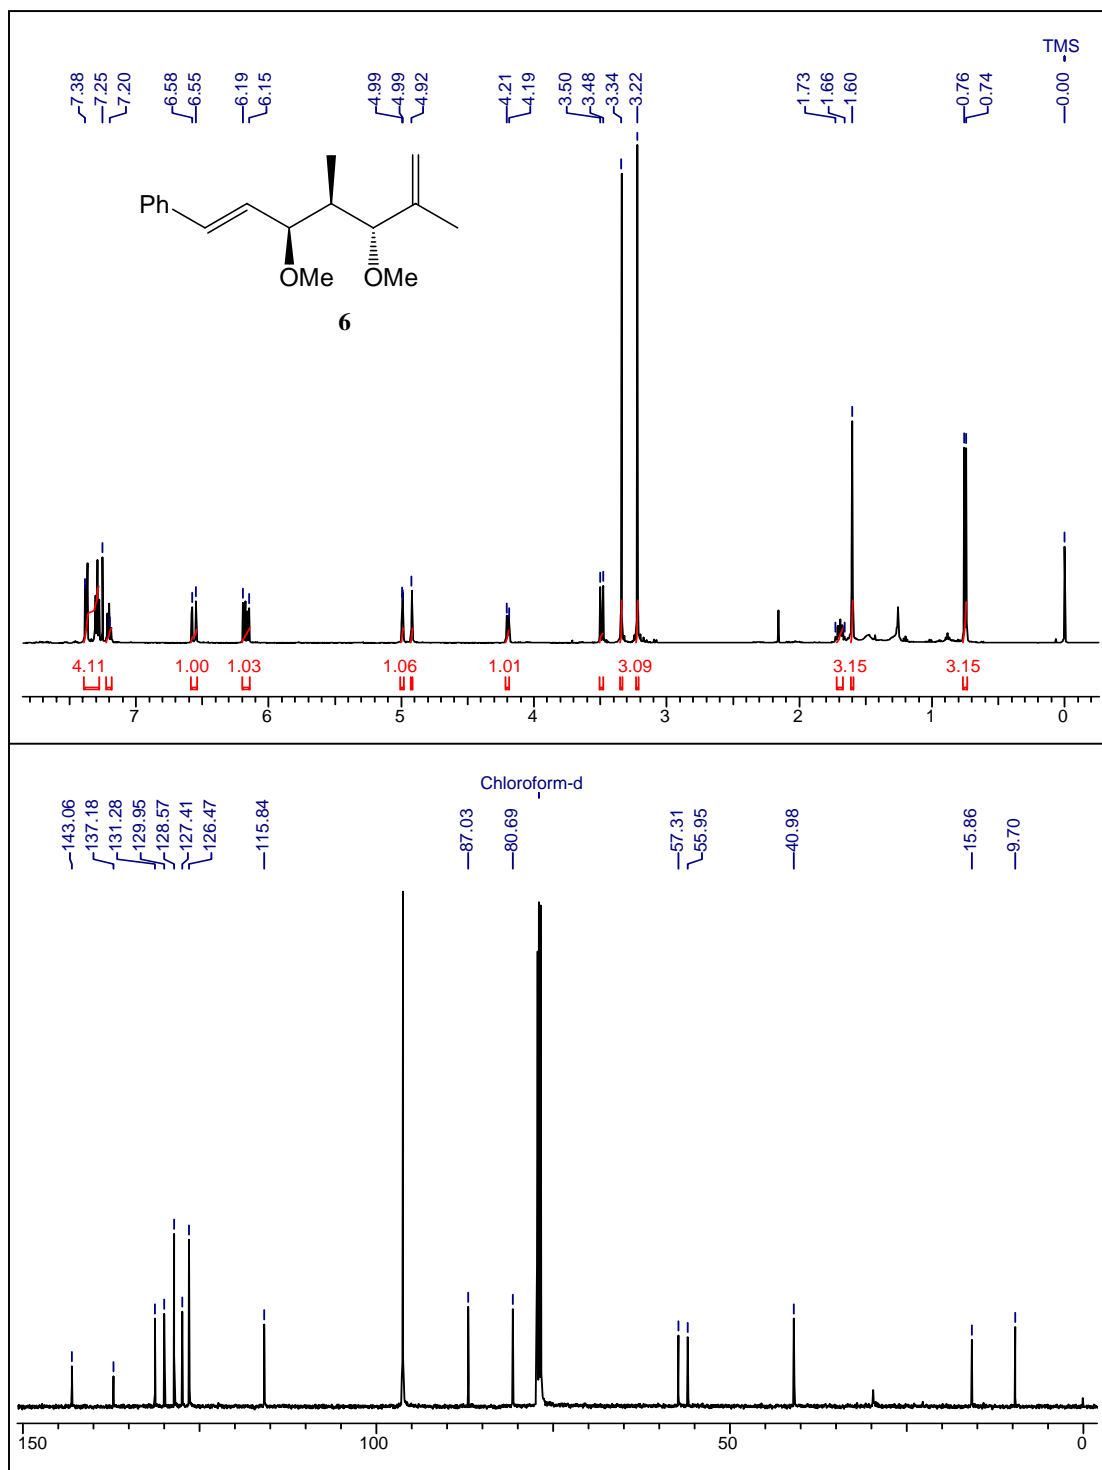 TMS
7.38 7.25 7.20 6.58 6.55 6.19 6.15 4.99 4.99 4.92 4.21 4.19 3.50 3.48 3.34 3.22 1.73 1.66 1.60 0.76 0.74 0.00
Ph
OMe OMe
6
4.11 1.00 1.03 1.06 1.01 3.09 3.15 3.15
7 6 5 4 3 2 1 0
Chloroform-d
143.06 137.18 131.28 129.95 128.57 127.41 126.47 115.84 87.03 80.69 57.31 55.95 40.98 15.86 9.70
150 100 50 0